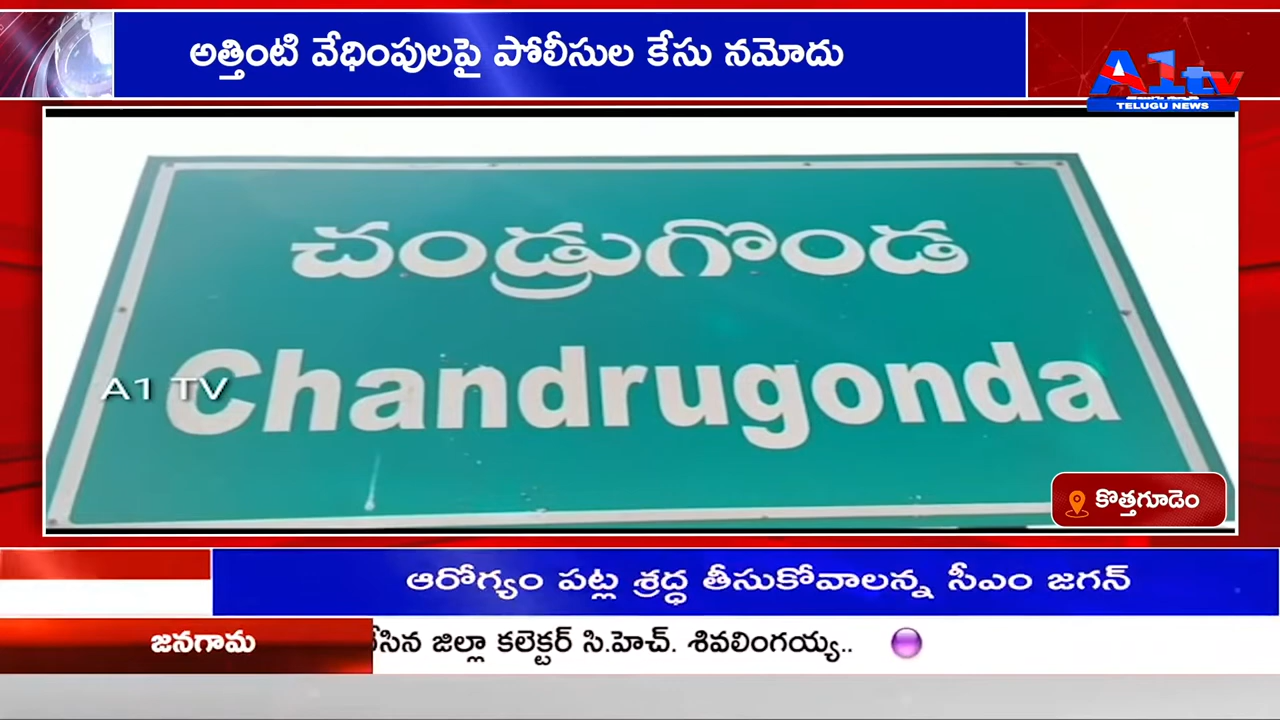 అత్తింటి వేధింపులపై పోలీసుల కేసు నమోదు
A1tv
TELUGU NEWS
చండ్రుగొండ
Chandrugonda
A1 TV
కొత్తగూడెం
ఆరోగ్యం పట్ల శ్రద్ధ తీసుకోవాలన్న సీఎం జగన్
జనగామ
జిల్లా కలెక్టర్ సి.హెచ్. శివలింగయ్య..